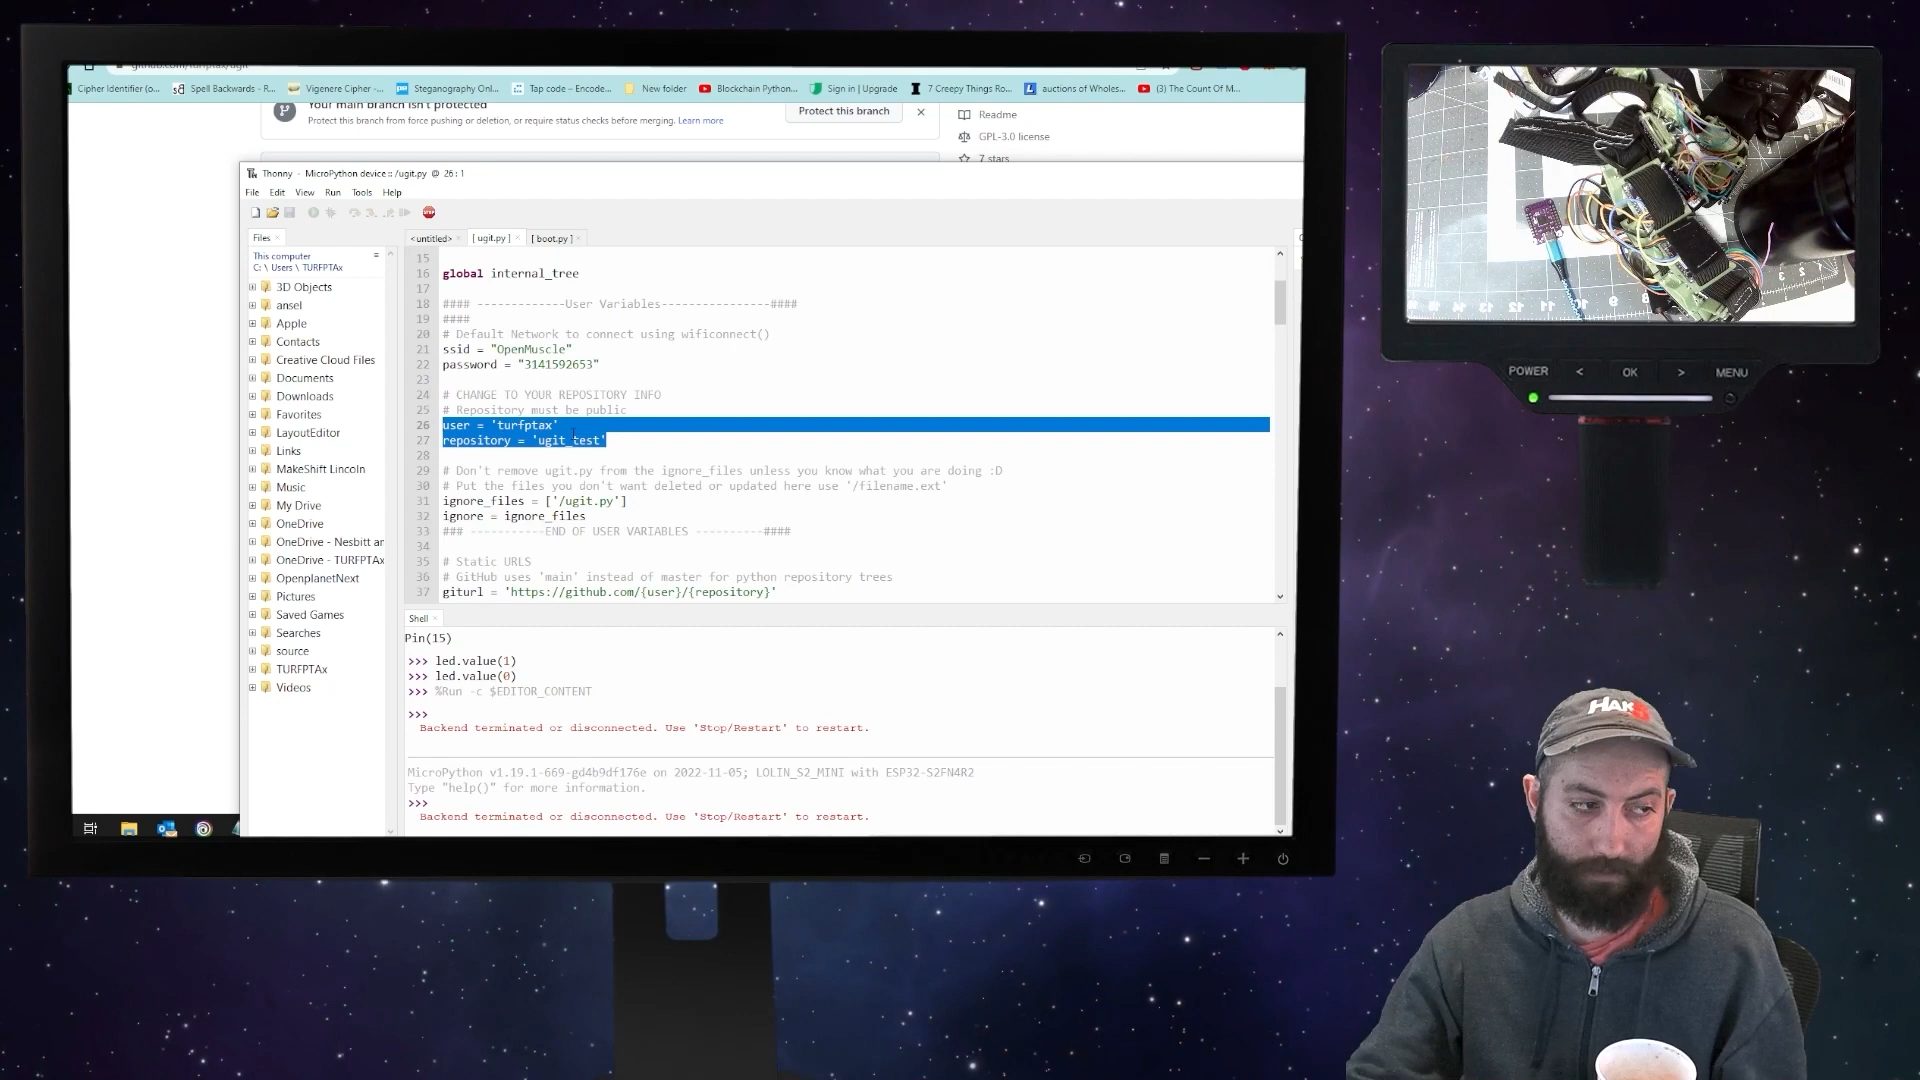 github.com/turfptax/ugit
Cipher Identifier (o...
Spell Backwards - R...
Vigenere Cipher -...
Steganography Onl...
Tap code – Encode...
New folder
Blockchain Python...
Sign in | Upgrade
7 Creepy Things Ro...
auctions of Wholes...
(3) The Count Of M...
Your main branch isn't protected
Protect this branch from force pushing or deletion, or require status checks before merging. Learn more
Protect this branch
Readme
GPL-3.0 license
7 stars
Thonny - MicroPython device :: /ugit.py @ 26 : 1
File Edit View Run Tools Help
STOP
Files
This computer
C: \ Users \ TURFPTAx
3D Objects
ansel
Apple
Contacts
Creative Cloud Files
Documents
Downloads
Favorites
LayoutEditor
Links
MakeShift Lincoln
Music
My Drive
OneDrive
OneDrive - Nesbitt ar
OneDrive - TURFPTAx
OpenplanetNext
Pictures
Saved Games
Searches
source
TURFPTAx
Videos
<untitled>
[ ugit.py ]
[ boot.py ]
15
16 global internal_tree
17
18 #### -------------User Variables----------------####
19 ####
20 # Default Network to connect using wificonnect()
21 ssid = "OpenMuscle"
22 password = "3141592653"
23
24 # CHANGE TO YOUR REPOSITORY INFO
25 # Repository must be public
26 user = 'turfptax'
27 repository = 'ugit_test'
28
29 # Don't remove ugit.py from the ignore_files unless you know what you are doing :D
30 # Put the files you don't want deleted or updated here use '/filename.ext'
31 ignore_files = ['/ugit.py']
32 ignore = ignore_files
33 ### -----------END OF USER VARIABLES ----------####
34
35 # Static URLS
36 # GitHub uses 'main' instead of master for python repository trees
37 giturl = 'https://github.com/{user}/{repository}'
Shell
Pin(15)
>>> led.value(1)
>>> led.value(0)
>>> %Run -c $EDITOR_CONTENT
>>>
Backend terminated or disconnected. Use 'Stop/Restart' to restart.
MicroPython v1.19.1-669-gd4b9df176e on 2022-11-05; LOLIN_S2_MINI with ESP32-S2FN4R2
Type "help()" for more information.
>>>
Backend terminated or disconnected. Use 'Stop/Restart' to restart.
POWER < OK > MENU
HAK5